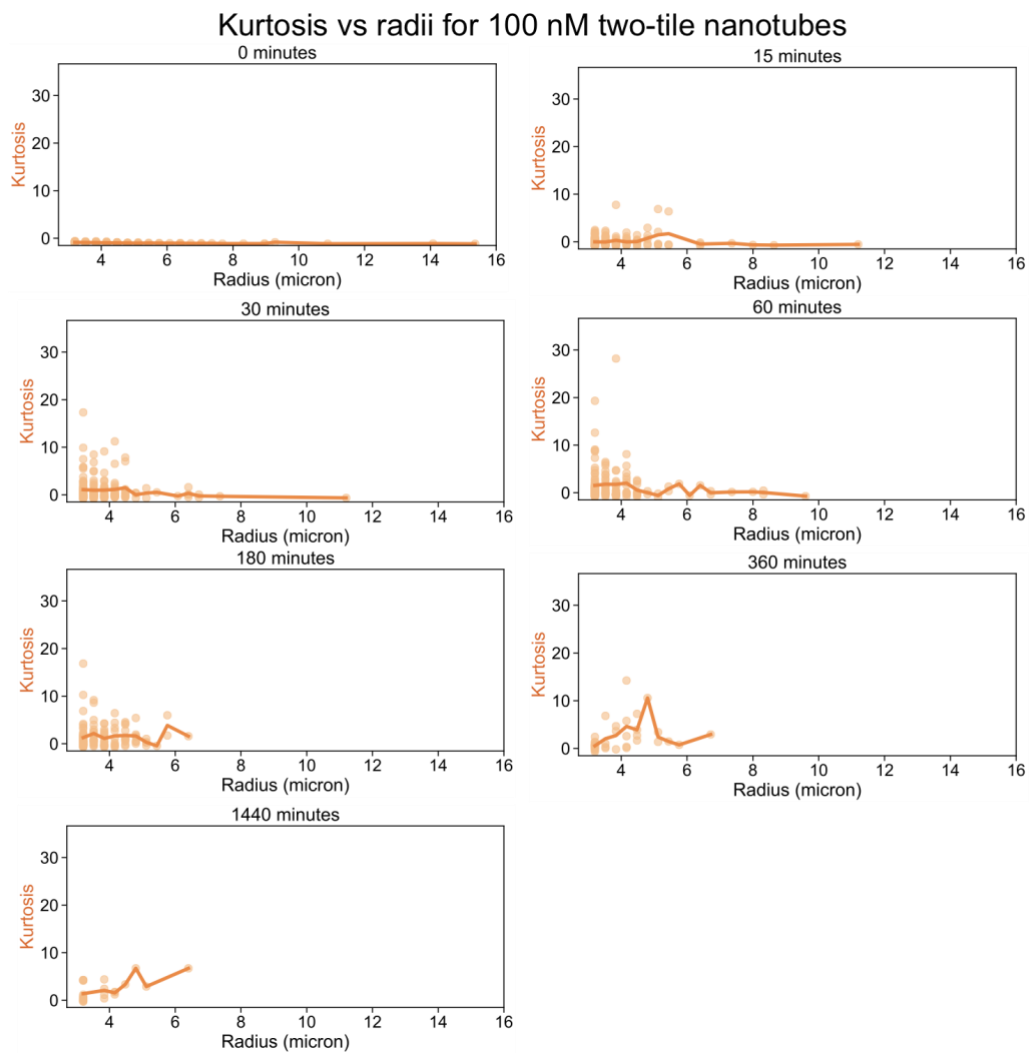 Kurtosis vs radii for 100 nM two-tile nanotubes
0 minutes
Kurtosis
30
20
10
0
4 6 8 10 12 14 16
Radius (micron)
15 minutes
Kurtosis
30
20
10
0
4 6 8 10 12 14 16
Radius (micron)
30 minutes
Kurtosis
30
20
10
0
4 6 8 10 12 14 16
Radius (micron)
60 minutes
Kurtosis
30
20
10
0
4 6 8 10 12 14 16
Radius (micron)
180 minutes
Kurtosis
30
20
10
0
4 6 8 10 12 14 16
Radius (micron)
360 minutes
Kurtosis
30
20
10
0
4 6 8 10 12 14 16
Radius (micron)
1440 minutes
Kurtosis
30
20
10
0
4 6 8 10 12 14 16
Radius (micron)